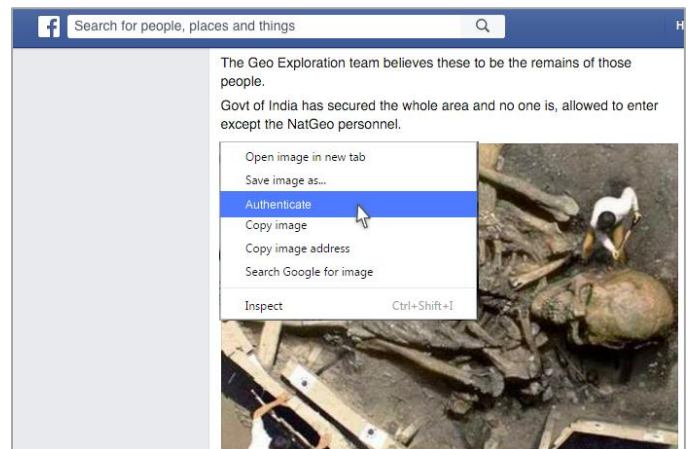 f Search for people, places and things H
The Geo Exploration team believes these to be the remains of those
people.
Govt of India has secured the whole area and no one is, allowed to enter
except the NatGeo personnel.
Open image in new tab
Save image as...
Authenticate
Copy image
Copy image address
Search Google for image
Inspect Ctrl+Shift+I